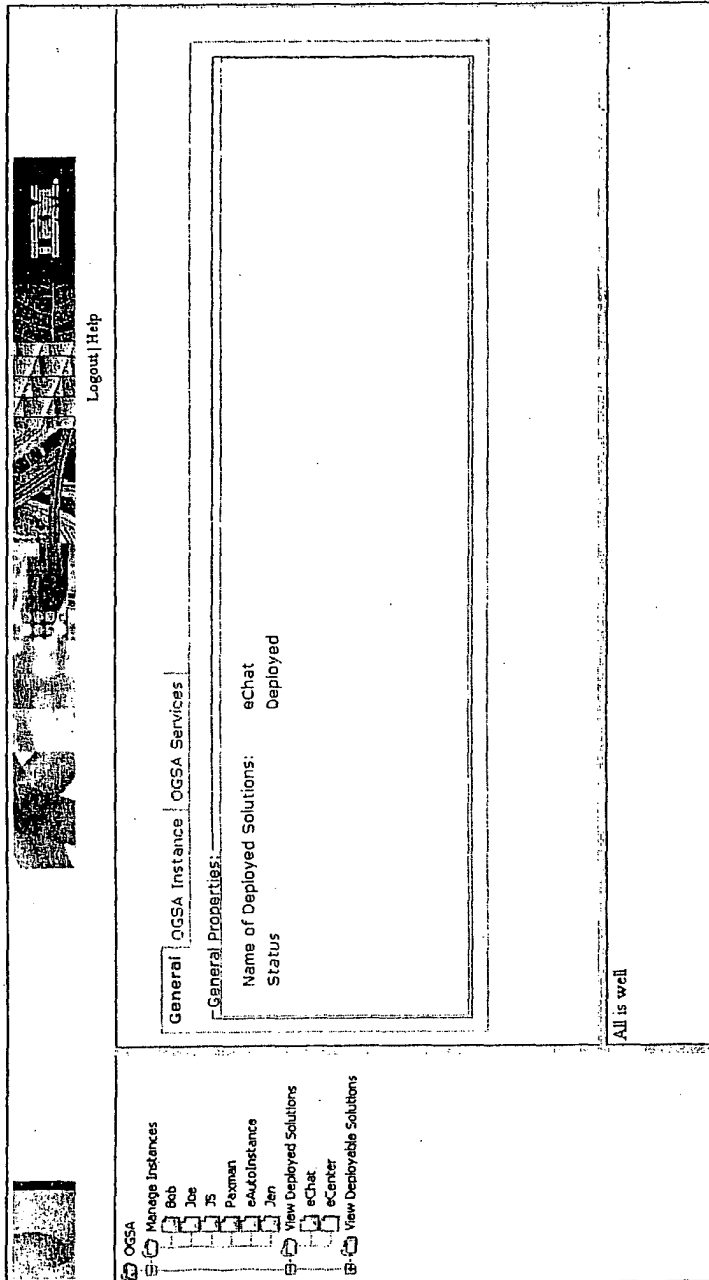 IBM.
Logout | Help
OGSA
Manage Instances
Bob
Joe
JS
Paxman
eAutoInstance
Jen
View Deployed Solutions
eChat
eCenter
View Deployable Solutions
General OGSA Instance OGSA Services
General Properties:
Name of Deployed Solutions: eChat
Status Deployed
All is well